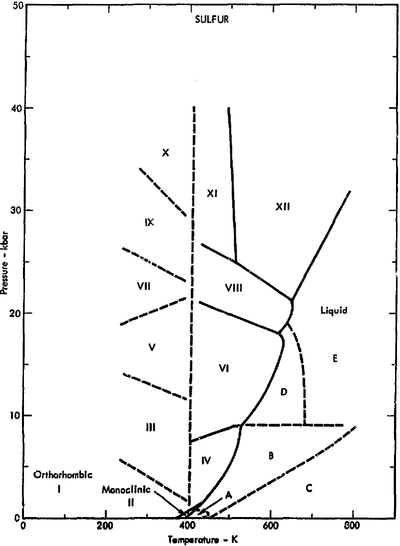 50
SULFUR
40
X
XI
XII
30
IX
VII
VIII
Pressure - kbar
20
Liquid
V
E
VI
D
10
III
IV
B
Orthorhombic
I
Monoclinic
II
A
C
0
0
200
400
600
800
Temperature - K